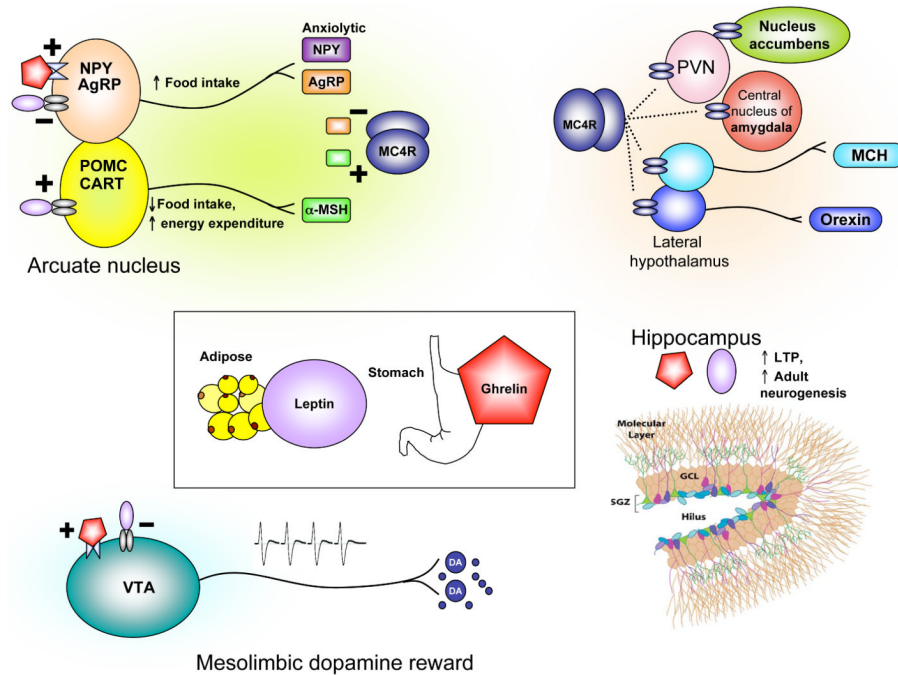 Anxiolytic
NPY
AgRP
+
NPY
AgRP
−
↑ Food intake
−
MC4R
+
POMC
CART
+
↓Food intake,
↑ energy expenditure
α-MSH
Arcuate nucleus
Nucleus
accumbens
PVN
Central
nucleus of
amygdala
MC4R
MCH
Orexin
Lateral
hypothalamus
Adipose
Leptin
Stomach
Ghrelin
Hippocampus
↑ LTP,
↑ Adult
neurogenesis
Molecular
Layer
GCL
SGZ
Hilus
+
−
VTA
DA
DA
Mesolimbic dopamine reward